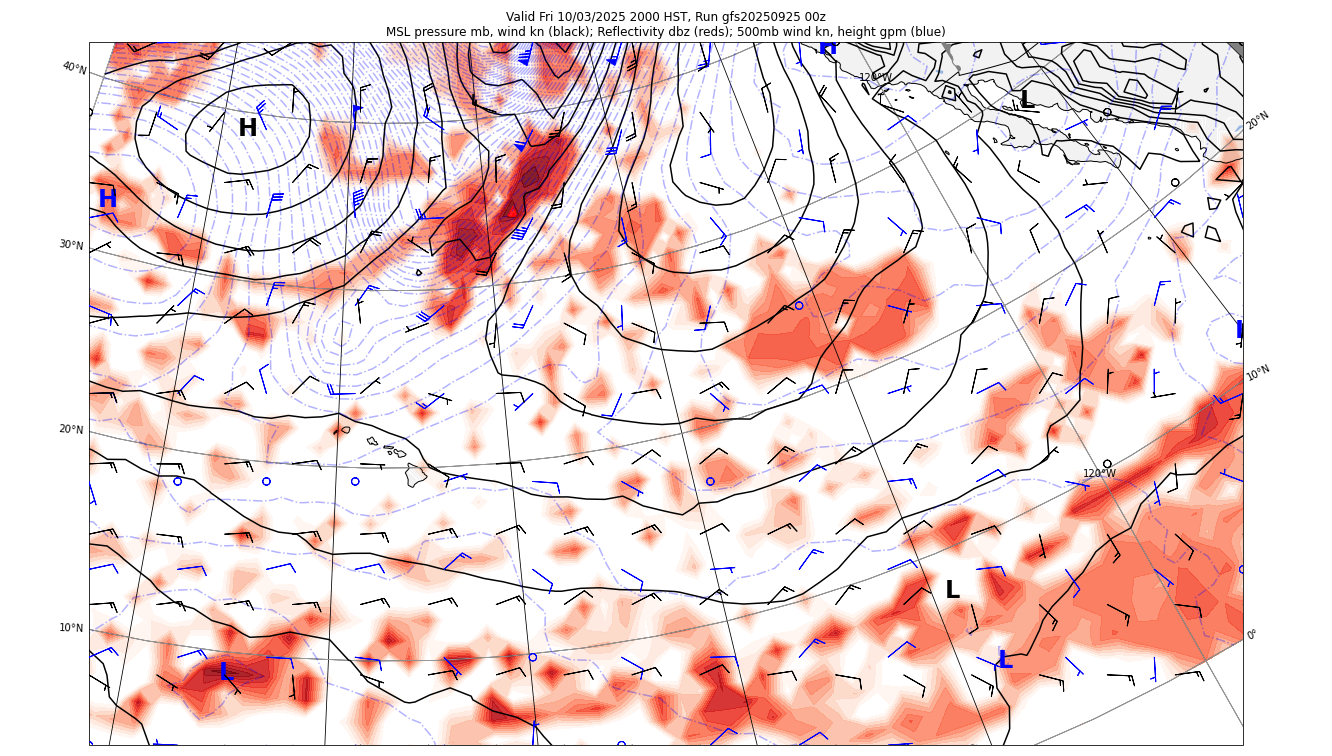 Valid Fri 10/03/2025 2000 HST, Run gfs20250925 00z
MSL pressure mb, wind kn (black); Reflectivity dbz (reds); 500mb wind kn, height gpm (blue)
H
40°N
120°W
L
20°N
H
H
30°N
L
10°N
20°N
120°W
L
10°N
0°
L
L